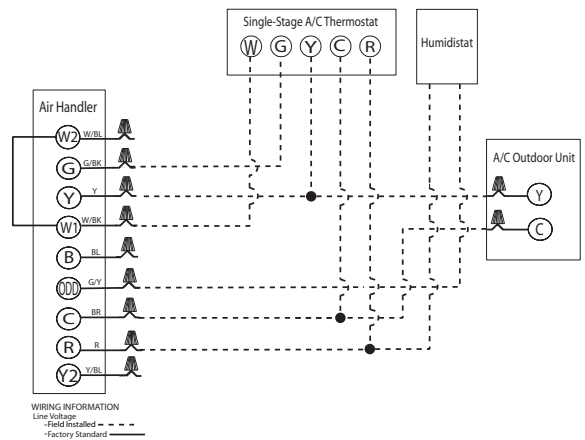 Single-Stage A/C Thermostat
W G Y C R
Humidistat
Air Handler
W2 W/BL
G G/BK
Y Y
W1 W/BK
B BL
ODD G/Y
C BR
R R
Y2 Y/BL
A/C Outdoor Unit
Y
C
WIRING INFORMATION
Line Voltage
-Field Installed
-Factory Standard